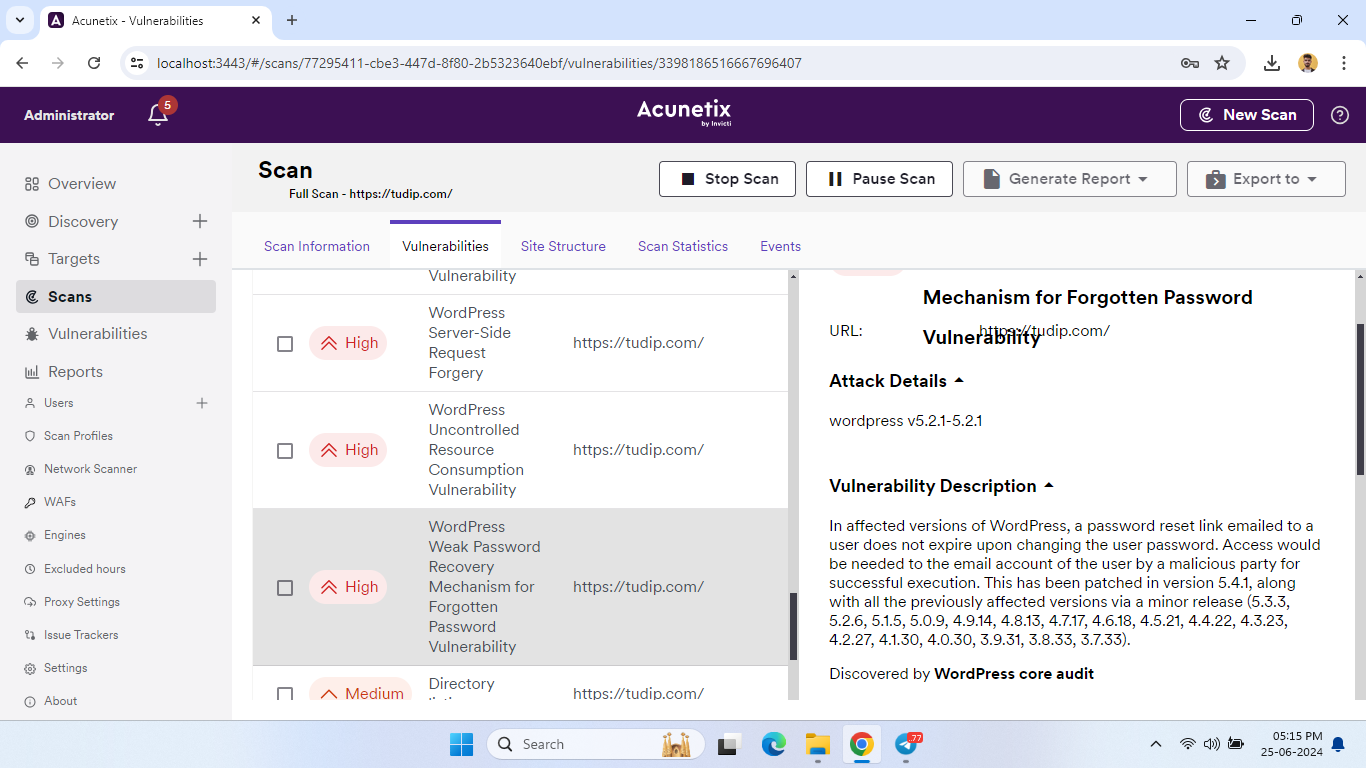 Acunetix - Vulnerabilities
localhost:3443/#/scans/77295411-cbe3-447d-8f80-2b5323640ebf/vulnerabilities/3398186516667696407
Administrator
5
Acunetix
by Invicti
New Scan
Overview
Discovery
Targets
Scans
Vulnerabilities
Reports
Users
Scan Profiles
Network Scanner
WAFs
Engines
Excluded hours
Proxy Settings
Issue Trackers
Settings
About
Scan
Full Scan - https://tudip.com/
Stop Scan
Pause Scan
Generate Report
Export to
Scan Information
Vulnerabilities
Site Structure
Scan Statistics
Events
Vulnerability
High
WordPress
Server-Side
Request
Forgery
https://tudip.com/
High
WordPress
Uncontrolled
Resource
Consumption
Vulnerability
https://tudip.com/
High
WordPress
Weak Password
Recovery
Mechanism for
Forgotten
Password
Vulnerability
https://tudip.com/
Medium
Directory
https://tudip.com/
Mechanism for Forgotten Password
Vulnerability
URL:
https://tudip.com/
Attack Details
wordpress v5.2.1-5.2.1
Vulnerability Description
In affected versions of WordPress, a password reset link emailed to a
user does not expire upon changing the user password. Access would
be needed to the email account of the user by a malicious party for
successful execution. This has been patched in version 5.4.1, along
with all the previously affected versions via a minor release (5.3.3,
5.2.6, 5.1.5, 5.0.9, 4.9.14, 4.8.13, 4.7.17, 4.6.18, 4.5.21, 4.4.22, 4.3.23,
4.2.27, 4.1.30, 4.0.30, 3.9.31, 3.8.33, 3.7.33).
Discovered by WordPress core audit
Search
77
05:15 PM
25-06-2024